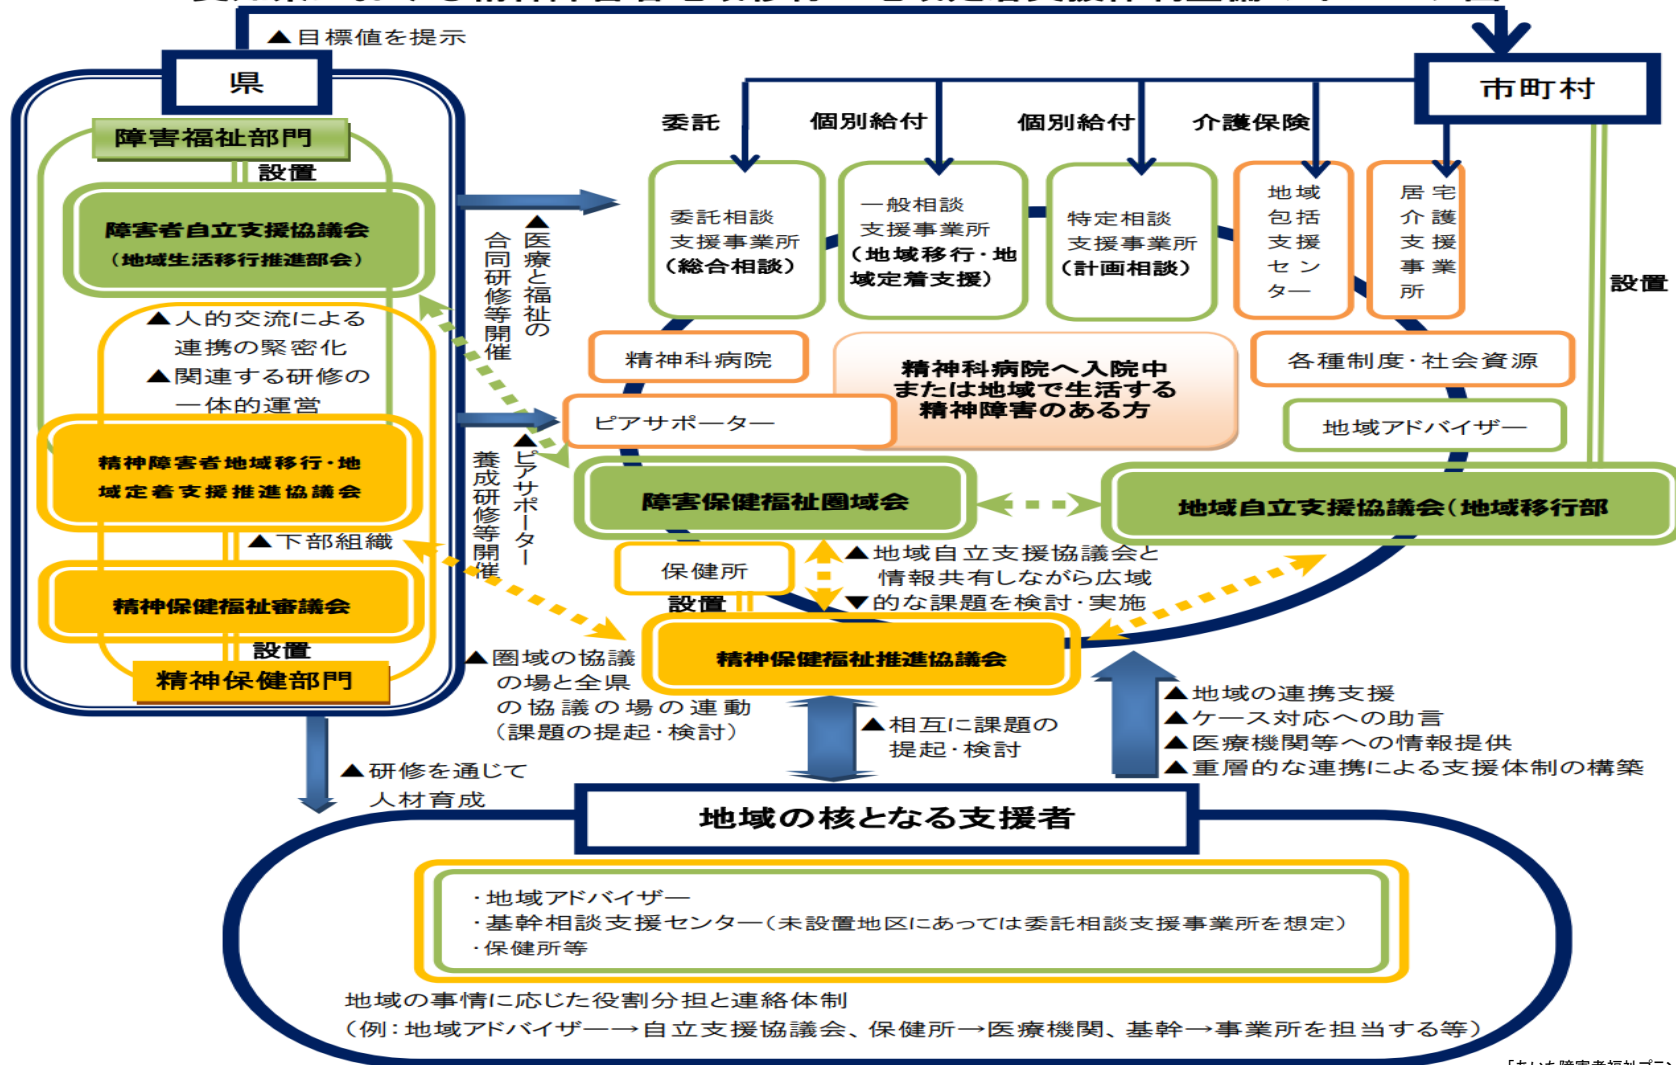 ▲目標値を提示
県
市町村
障害福祉部門
設置
障害者自立支援協議会
（地域生活移行推進部会）
▲人的交流による
連携の緊密化
▲関連する研修の
一体的運営
精神障害者地域移行・地
域定着支援推進協議会
▲下部組織
精神保健福祉審議会
設置
精神保健部門
▲医療と福祉の
合同研修等開催
▲ピアサポーター
養成研修等開催
委託
個別給付
個別給付
介護保険
委託相談
支援事業所
（総合相談）
一般相談
支援事業所
（地域移行・地
域定着支援）
特定相談
支援事業所
（計画相談）
地域
包括
支援
セン
ター
居宅
介護
支援
事業
所
設置
精神科病院
ピアサポーター
精神科病院へ入院中
または地域で生活する
精神障害のある方
各種制度・社会資源
地域アドバイザー
障害保健福祉圏域会
地域自立支援協議会（地域移行部
保健所
設置
▲地域自立支援協議会と
情報共有しながら広域
▼的な課題を検討・実施
精神保健福祉推進協議会
▲圏域の協議
の場と全県
の協議の場の連動
（課題の提起・検討）
▲相互に課題の
提起・検討
▲地域の連携支援
▲ケース対応への助言
▲医療機関等への情報提供
▲重層的な連携による支援体制の構築
▲研修を通じて
人材育成
地域の核となる支援者
・地域アドバイザー
・基幹相談支援センター（未設置地区にあっては委託相談支援事業所を想定）
・保健所等
地域の事情に応じた役割分担と連絡体制
（例：地域アドバイザー→自立支援協議会、保健所→医療機関、基幹→事業所を担当する等）